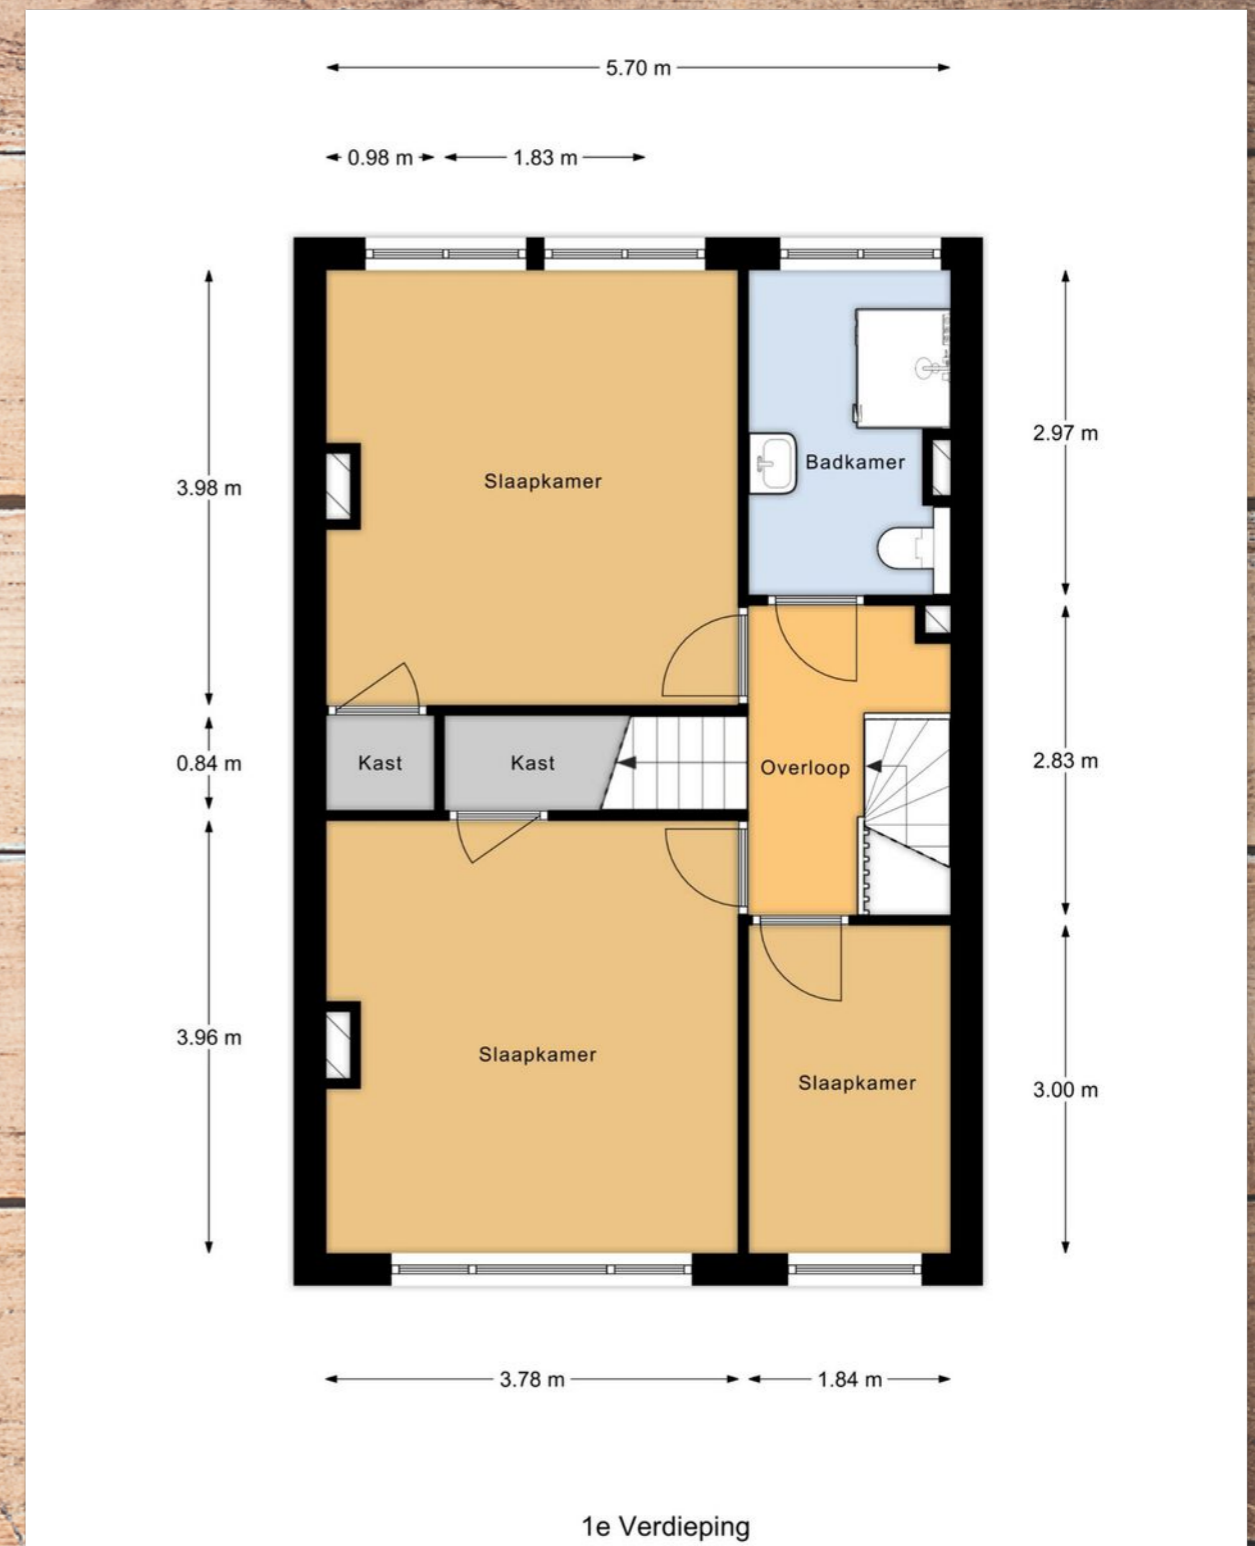 5.70 m
0.98 m
1.83 m
3.98 m
Slaapkamer
Badkamer
2.97 m
0.84 m
Kast
Kast
Overloop
2.83 m
3.96 m
Slaapkamer
Slaapkamer
3.00 m
3.78 m
1.84 m
1e Verdieping